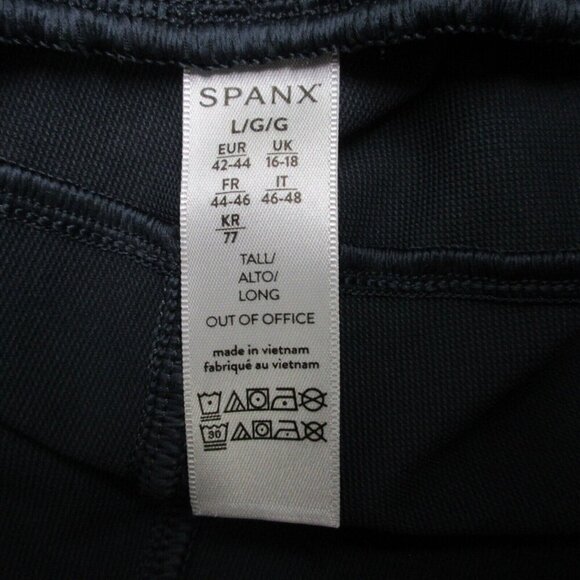 SPANX
L/G/G
EUR UK
42-44 16-18
FR IT
44-46 46-48
KR
77
TALL/
ALTO/
LONG
OUT OF OFFICE
made in vietnam
fabriqué au vietnam
30